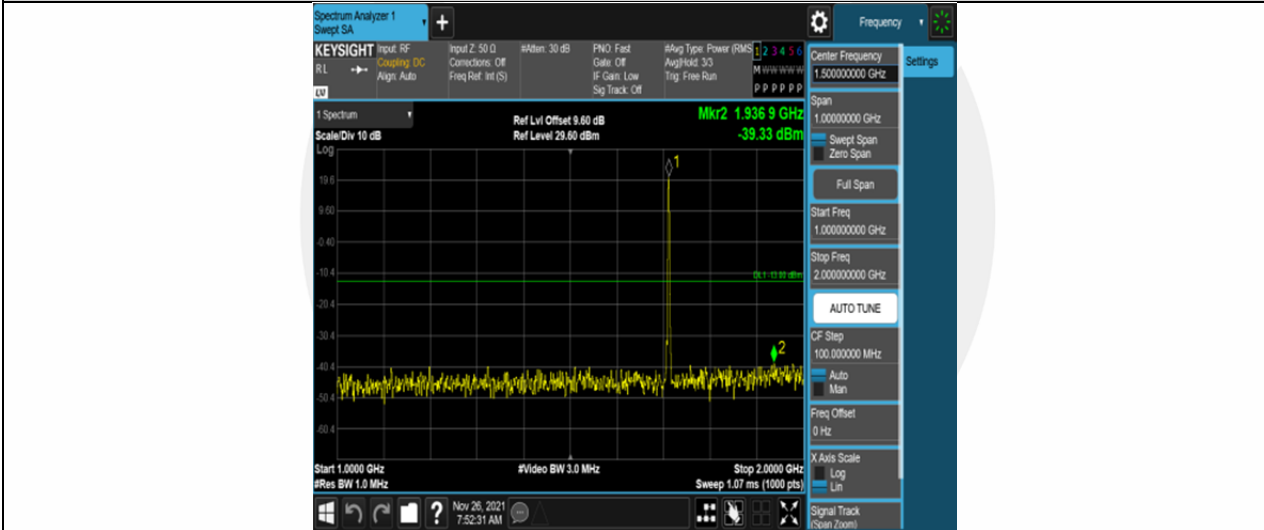 Spectrum Analyzer 1
Swept SA
+
Frequency
KEYSIGHT
RL
Input: RF
Coupling: DC
Align: Auto
Input Z: 50 Ω
Corrections: Off
Freq Ref: Int (S)
#Atten: 30 dB
PNO: Fast
Gate: Off
IF Gain: Low
Sig Track: Off
#Avg Type: Power (RMS
Avg|Hold: 3/3
Trig: Free Run
1 2 3 4 5 6
M W W W W W
P P P P P P
1 Spectrum
Scale/Div 10 dB
Ref Lvl Offset 9.60 dB
Ref Level 29.60 dBm
Mkr2 1.936 9 GHz
-39.33 dBm
Log
19.6
9.60
-0.40
-10.4
-20.4
-30.4
-40.4
-50.4
-60.4
1
DL1 -13.00 dBm
2
Start 1.0000 GHz
#Res BW 1.0 MHz
#Video BW 3.0 MHz
Stop 2.0000 GHz
Sweep 1.07 ms (1000 pts)
Nov 26, 2021
7:52:31 AM
?
Center Frequency
1.500000000 GHz
Settings
Span
1.00000000 GHz
Swept Span
Zero Span
Full Span
Start Freq
1.000000000 GHz
Stop Freq
2.000000000 GHz
AUTO TUNE
CF Step
100.000000 MHz
Auto
Man
Freq Offset
0 Hz
X Axis Scale
Log
Lin
Signal Track
(Span Zoom)